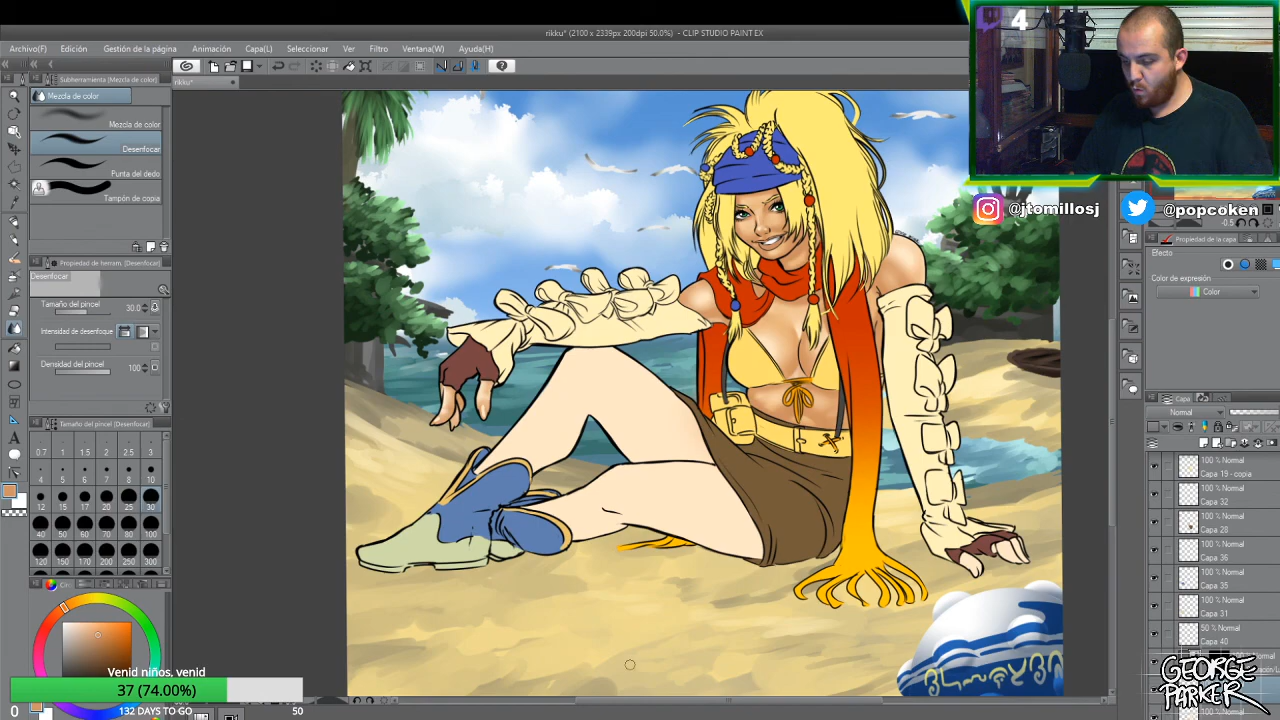 rikku* (2100 x 2339px 200dpi 50.0%) - CLIP STUDIO PAINT EX
Archivo(F) Edición Gestión de la página Animación Capa(L) Seleccionar Ver Filtro Ventana(W) Ayuda(H)
4
Subherramienta [Mezcla de color]
rikku*
Mezcla de color
Mezcla de color
Desenfocar
Punta del dedo
Tampón de copia
@jtomillosj
@popcoken
-0.5
Propiedad de la capa
Efecto
Color de expresión
Color
Propiedad de herram. [Desenfocar]
Desenfocar
Tamaño del pincel 30.0
Intensidad de desenfoque
Densidad del pincel 100
Tamaño del pincel [Desenfocar]
0.7 1 1.5 2 2.5 3
4 5 6 7 8 10
12 15 17 20 25 30
40 50 60 70 80 100
120 150 170 200 250 300
Capa
Normal
100 % Normal
Capa 19 - copia
100 % Normal
Capa 32
100 % Normal
Capa 28
100 % Normal
Capa 36
100 % Normal
Capa 35
100 % Normal
Capa 31
50 % Normal
Capa 40
Venid niños, venid
37 (74.00%)
0 132 DAYS TO GO 50
GEORGE
PARKER